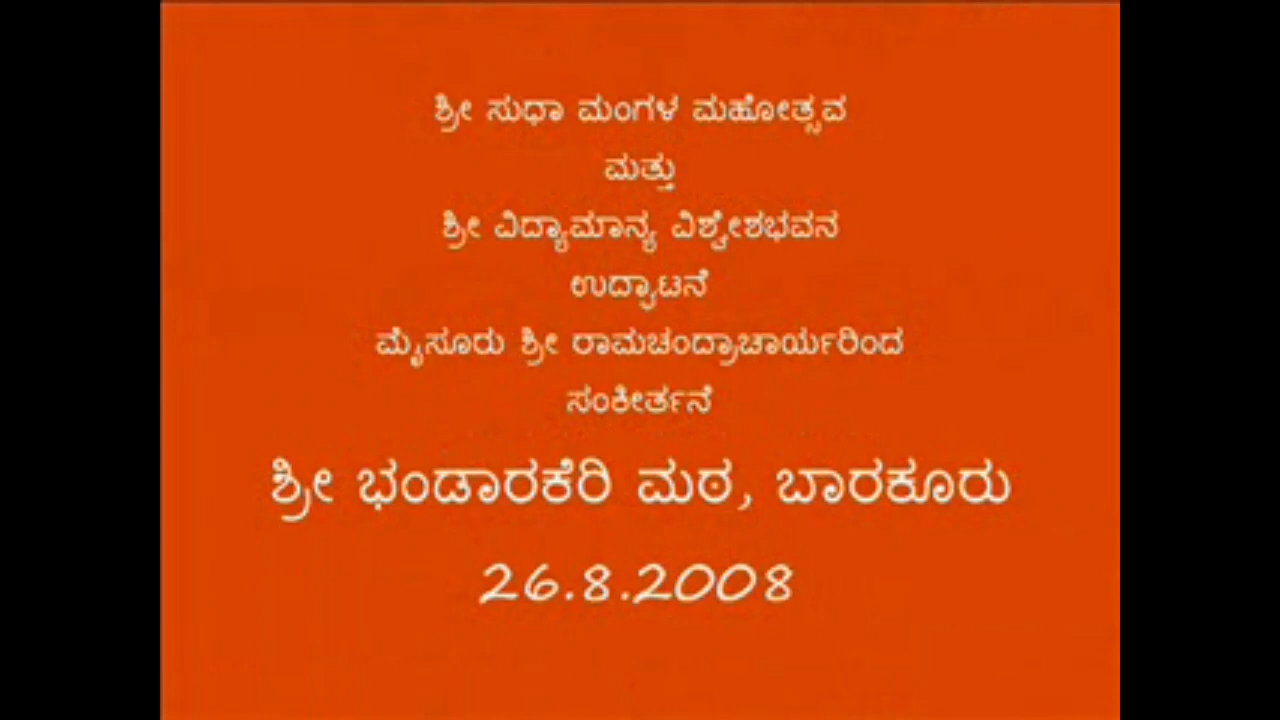 ಶ್ರೀ ಸುಧಾ ಮಂಗಳ ಮಹೋತ್ಸವ
ಮತ್ತು
ಶ್ರೀ ವಿದ್ಯಾಮಾನ್ಯ ವಿಶ್ವೇಶಭವನ
ಉದ್ಘಾಟನೆ
ಮೈಸೂರು ಶ್ರೀ ರಾಮಚಂದ್ರಾಚಾರ್ಯರಿಂದ
ಸಂಕೀರ್ತನೆ
ಶ್ರೀ ಭಂಡಾರಕೆರಿ ಮಠ, ಬಾರಕೂರು
26.8.2008